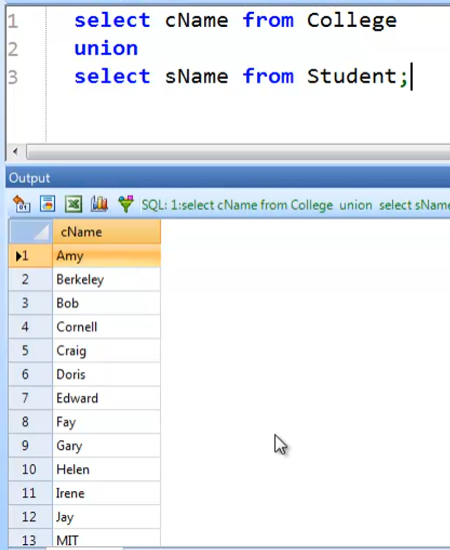 1 select cName from College
2 union
3 select sName from Student;
Output
SQL: 1:select cName from College union select sName
cName
1 Amy
2 Berkeley
3 Bob
4 Cornell
5 Craig
6 Doris
7 Edward
8 Fay
9 Gary
10 Helen
11 Irene
12 Jay
13 MIT